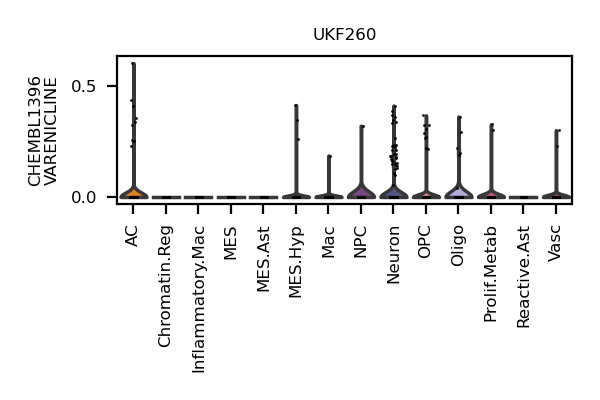 UKF260
CHEMBL1396
VARENICLINE
0.5
0.0
AC
Chromatin.Reg
Inflammatory.Mac
MES
MES.Ast
MES.Hyp
Mac
NPC
Neuron
OPC
Oligo
Prolif.Metab
Reactive.Ast
Vasc